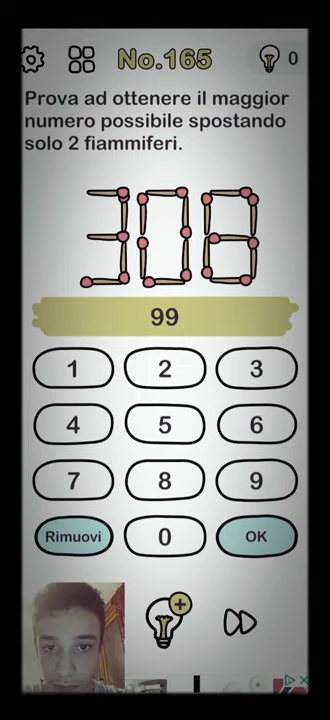 No.165
0
Prova ad ottenere il maggior
numero possibile spostando
solo 2 fiammiferi.
308
99
1 2 3
4 5 6
7 8 9
Rimuovi 0 OK